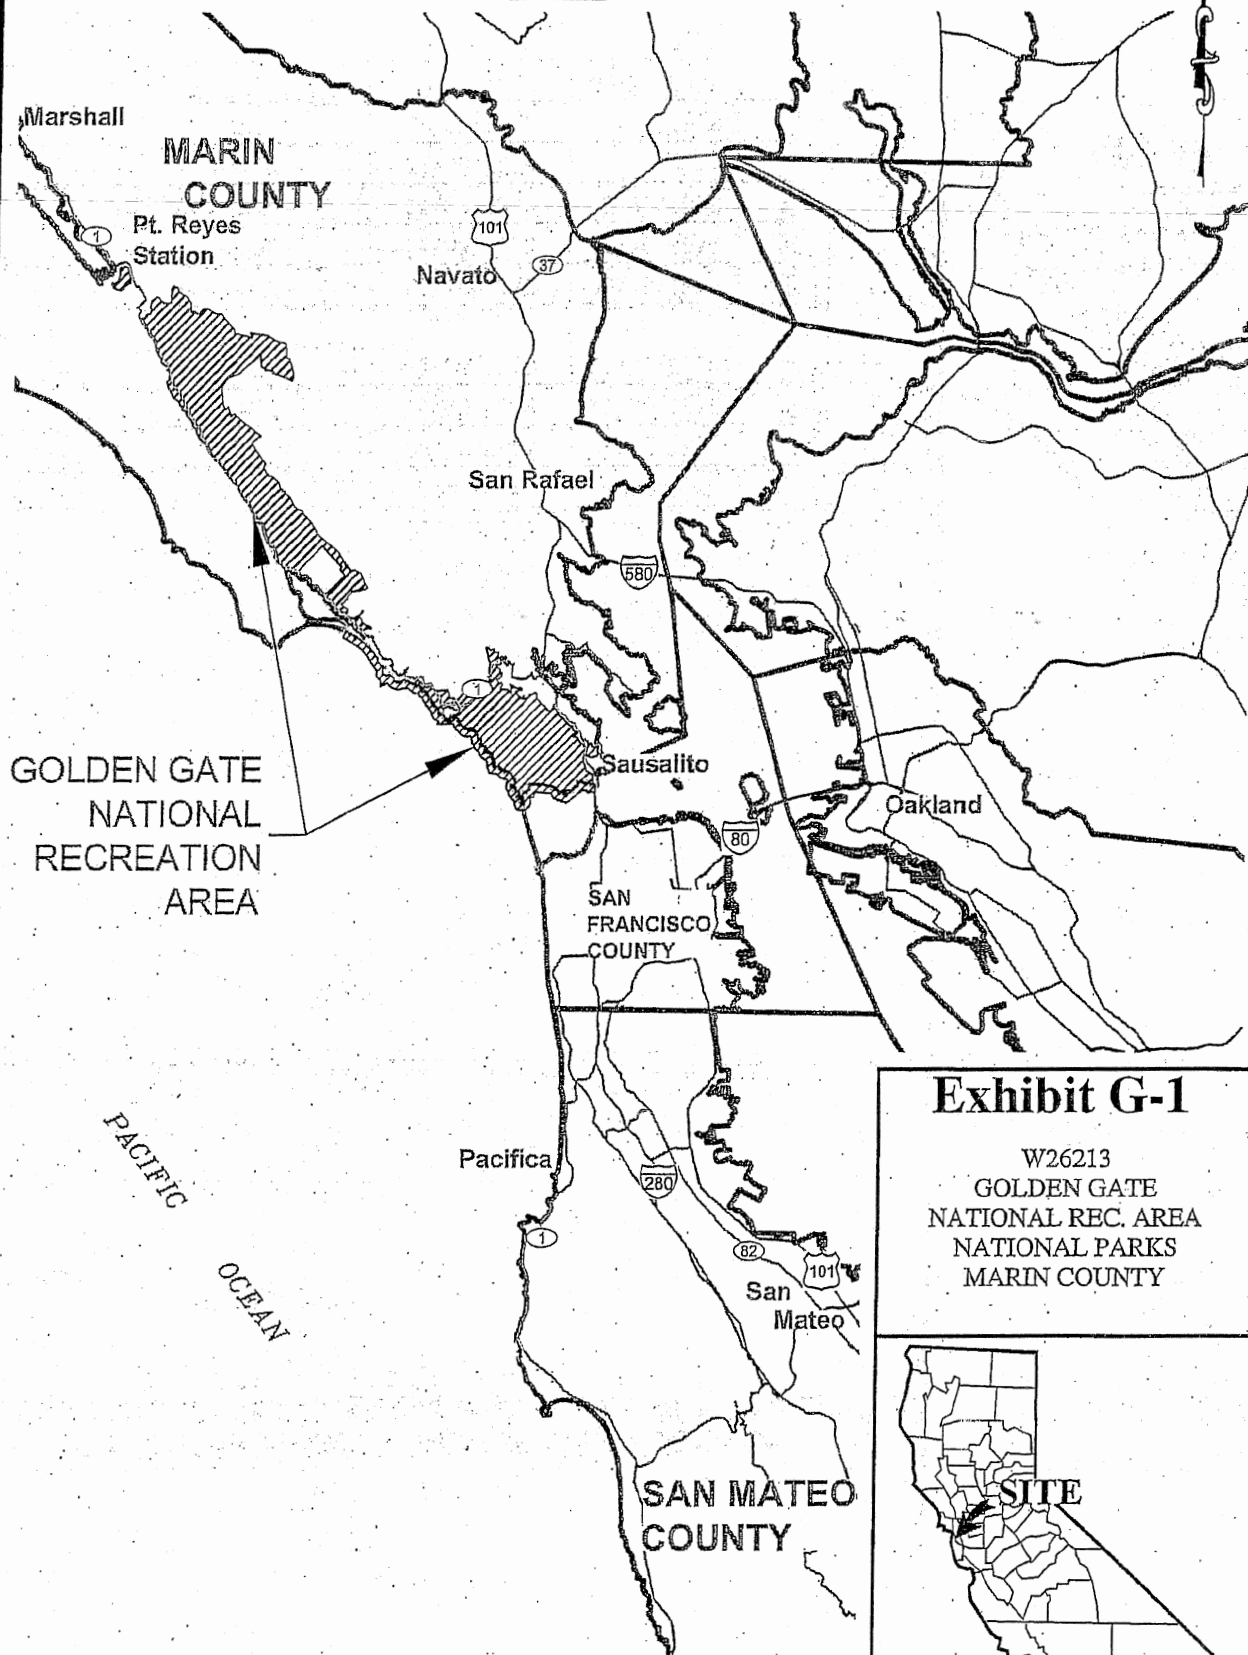 Marshall
MARIN
COUNTY
1
Pt. Reyes
Station
101
Navato
37
San Rafael
580
1
GOLDEN GATE
NATIONAL
RECREATION
AREA
Sausalito
Oakland
80
SAN
FRANCISCO
COUNTY
PACIFIC
OCEAN
Pacifica
280
1
82
101
San
Mateo
SAN MATEO
COUNTY
Exhibit G-1
W26213
GOLDEN GATE
NATIONAL REC. AREA
NATIONAL PARKS
MARIN COUNTY
SITE